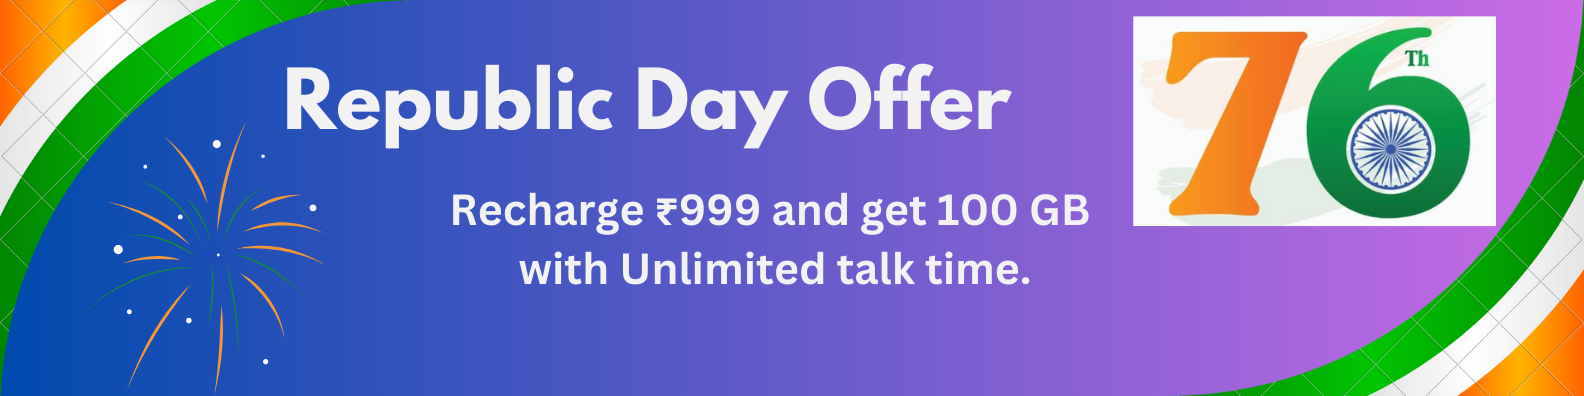 Republic Day Offer
76 Th
Recharge ₹999 and get 100 GB
with Unlimited talk time.